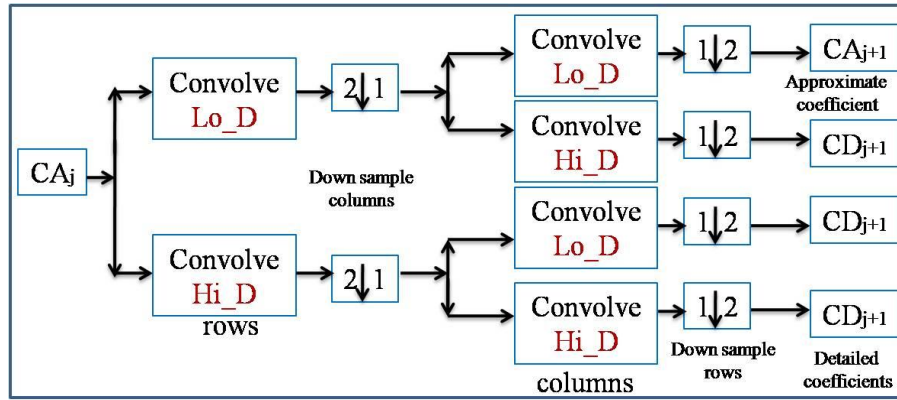 CAj
Convolve
Lo_D
2↓1
Convolve
Hi_D
rows
2↓1
Down sample
columns
Convolve
Lo_D
1↓2
CAj+1
Approximate
coefficient
Convolve
Hi_D
1↓2
CDj+1
Convolve
Lo_D
1↓2
CDj+1
Convolve
Hi_D
columns
1↓2
Down sample
rows
CDj+1
Detailed
coefficients